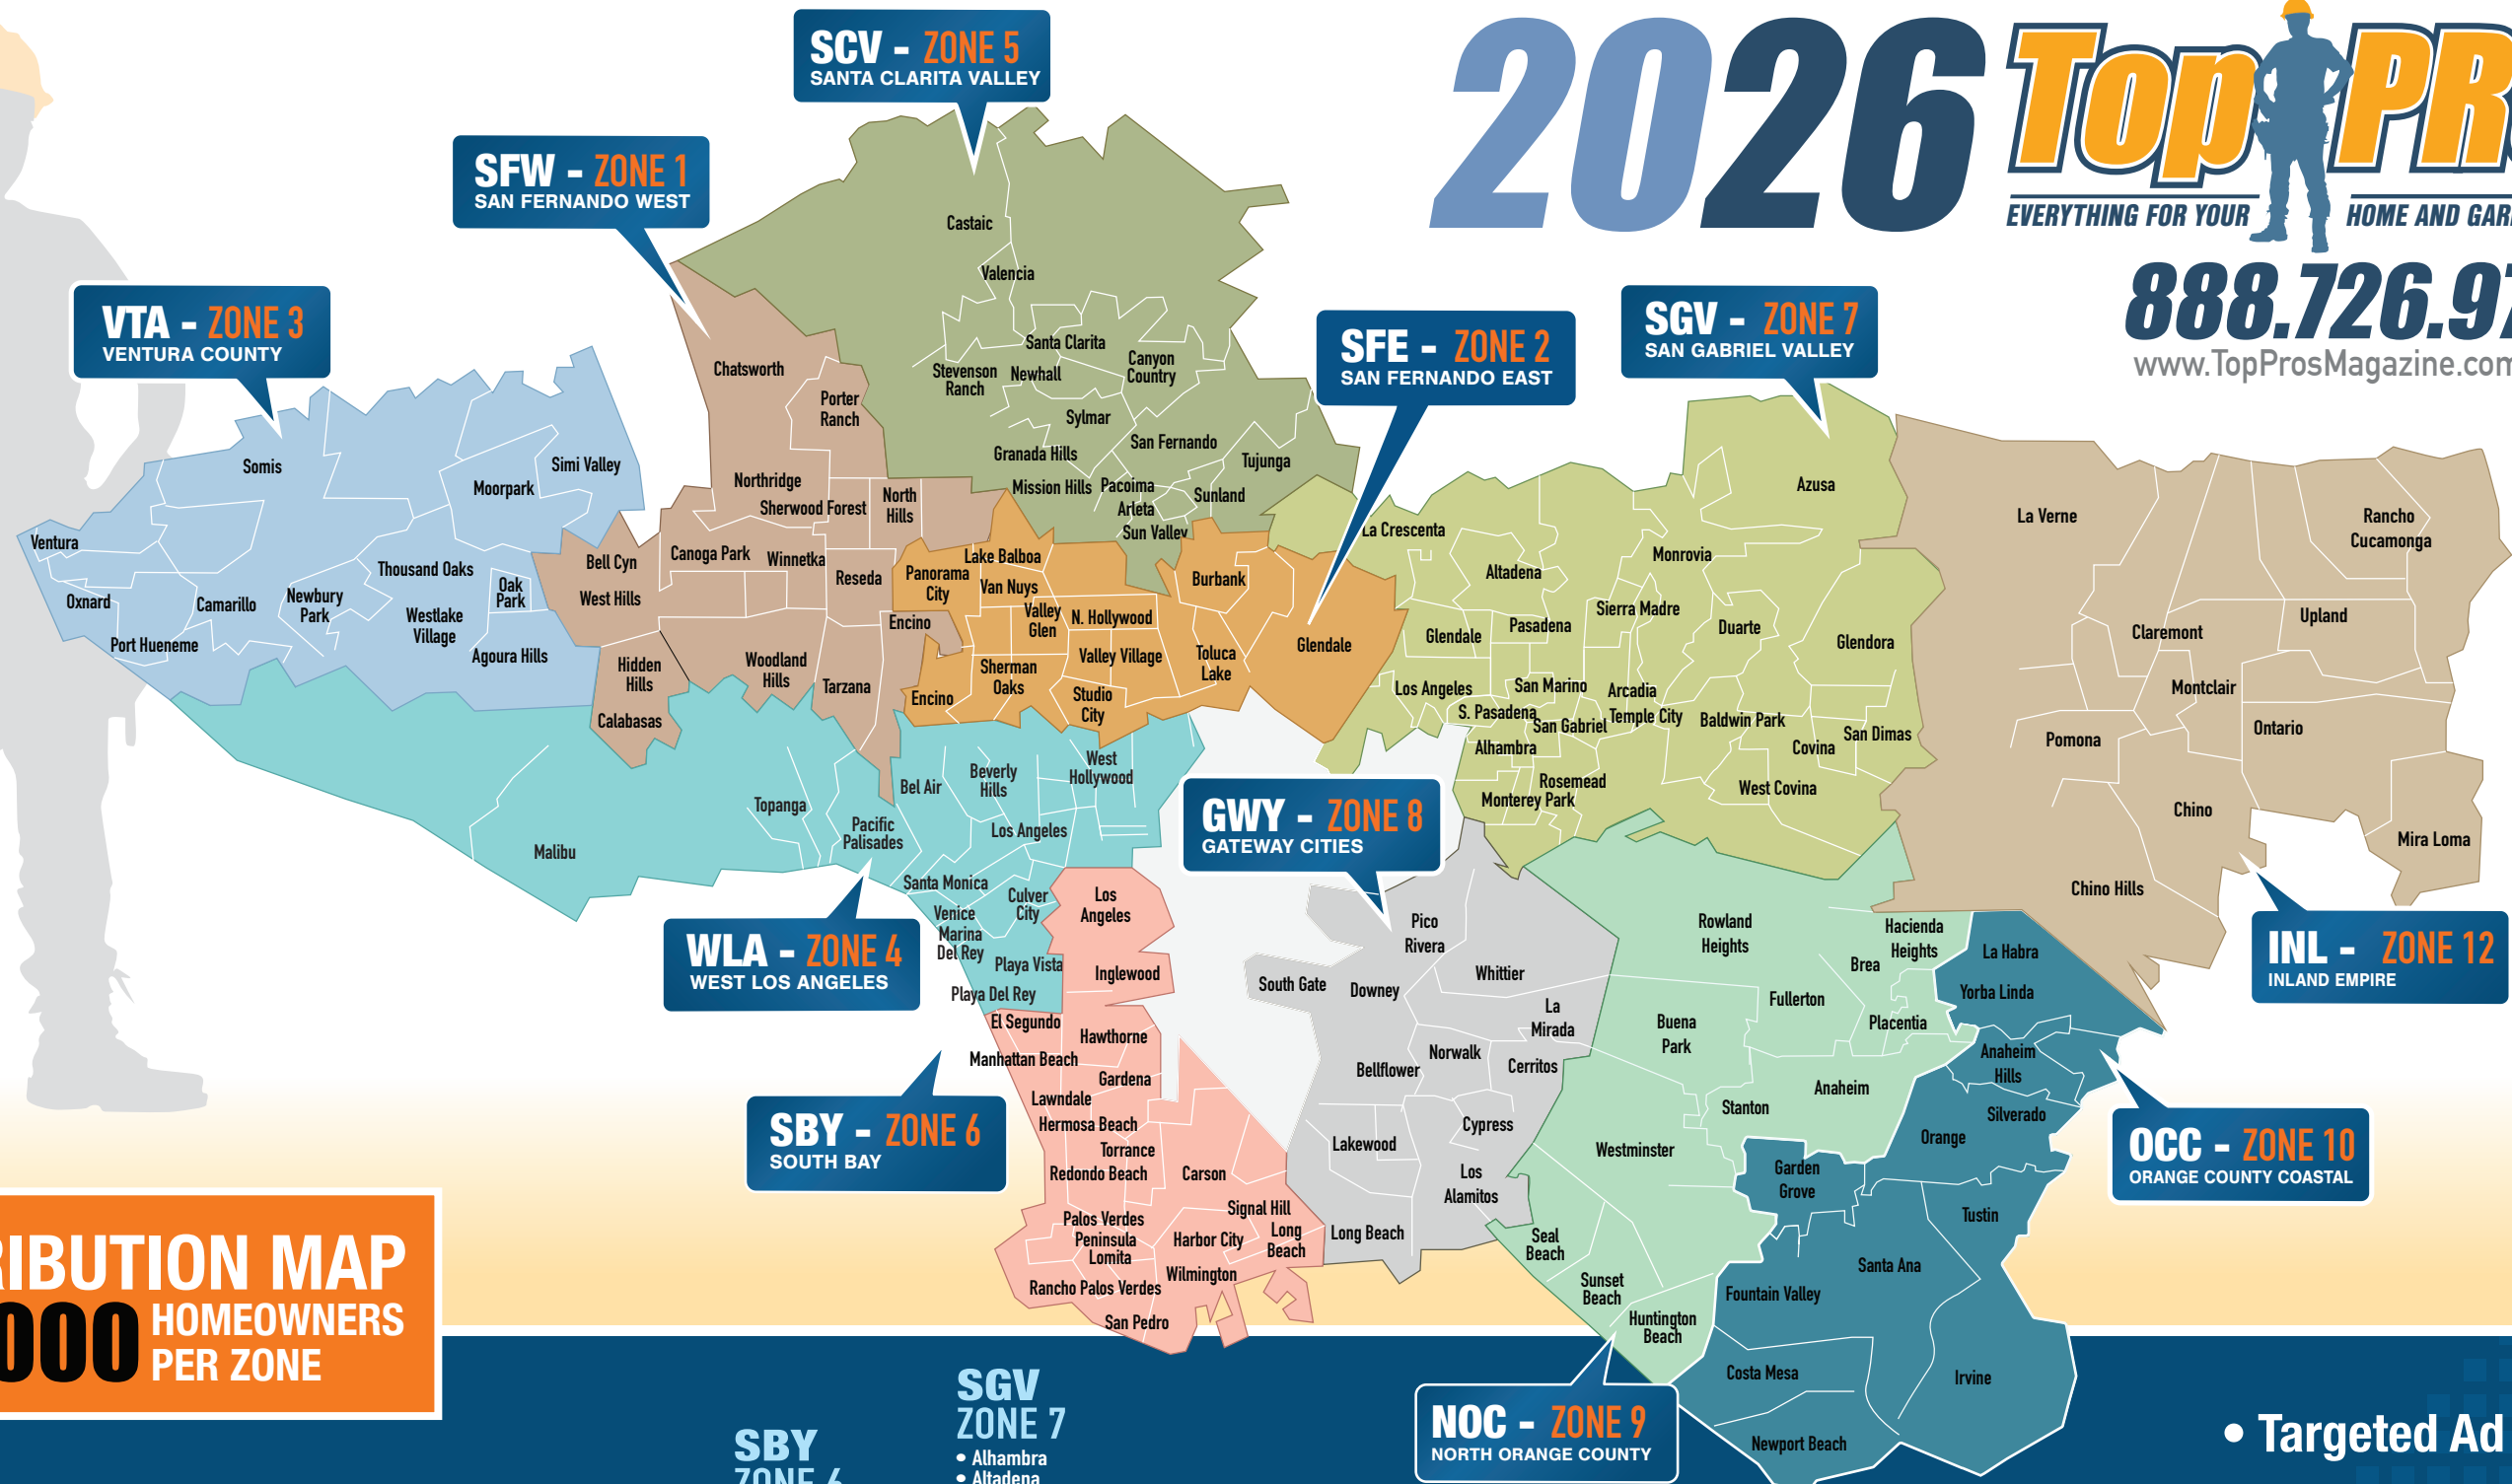 2026
Top PR
EVERYTHING FOR YOUR
HOME AND GAR
888.726.97
www.TopProsMagazine.com
SCV - ZONE 5
SANTA CLARITA VALLEY
SFW - ZONE 1
SAN FERNANDO WEST
VTA - ZONE 3
VENTURA COUNTY
SFE - ZONE 2
SAN FERNANDO EAST
SGV - ZONE 7
SAN GABRIEL VALLEY
Castaic
Valencia
Santa Clarita
Canyon
Country
Stevenson
Ranch
Newhall
Sylmar
San Fernando
Granada Hills
Tujunga
Mission Hills
Pacoima
Sunland
Arleta
Sun Valley
Chatsworth
Porter
Ranch
Northridge
Sherwood Forest
North
Hills
Canoga Park
Winnetka
Reseda
Bell Cyn
West Hills
Encino
Hidden
Hills
Woodland
Hills
Tarzana
Calabasas
Somis
Simi Valley
Moorpark
Ventura
Thousand Oaks
Oak
Park
Oxnard
Camarillo
Newbury
Park
Westlake
Village
Port Hueneme
Agoura Hills
Lake Balboa
Panorama
City
Van Nuys
Burbank
Valley
Glen
N. Hollywood
Sherman
Oaks
Valley Village
Toluca
Lake
Glendale
Encino
Studio
City
La Crescenta
Azusa
Altadena
Monrovia
Sierra Madre
Glendale
Pasadena
Duarte
Glendora
Los Angeles
San Marino
Arcadia
S. Pasadena
San Gabriel
Temple City
Baldwin Park
Alhambra
Covina
San Dimas
Rosemead
Monterey Park
West Covina
La Verne
Rancho
Cucamonga
Claremont
Upland
Montclair
Pomona
Ontario
Chino
Mira Loma
Chino Hills
INL - ZONE 12
INLAND EMPIRE
Malibu
Topanga
Pacific
Palisades
Bel Air
Beverly
Hills
West
Hollywood
Los Angeles
Santa Monica
Culver
City
Venice
Marina
Del Rey
Playa Vista
Playa Del Rey
WLA - ZONE 4
WEST LOS ANGELES
GWY - ZONE 8
GATEWAY CITIES
Los
Angeles
Inglewood
El Segundo
Hawthorne
Manhattan Beach
Gardena
Lawndale
Hermosa Beach
Torrance
Redondo Beach
Carson
Signal Hill
Palos Verdes
Peninsula
Lomita
Harbor City
Long
Beach
Rancho Palos Verdes
Wilmington
San Pedro
SBY - ZONE 6
SOUTH BAY
Pico
Rivera
South Gate
Downey
Whittier
La
Mirada
Norwalk
Bellflower
Cerritos
Cypress
Lakewood
Los
Alamitos
Long Beach
Rowland
Heights
Hacienda
Heights
Brea
Fullerton
Placentia
Buena
Park
Anaheim
Stanton
Westminster
Seal
Beach
Sunset
Beach
Huntington
Beach
NOC - ZONE 9
NORTH ORANGE COUNTY
La Habra
Yorba Linda
Anaheim
Hills
Silverado
Orange
Garden
Grove
Tustin
Santa Ana
Fountain Valley
Costa Mesa
Irvine
Newport Beach
OCC - ZONE 10
ORANGE COUNTY COASTAL
RIBUTION MAP
000 HOMEOWNERS
PER ZONE
SBY
ZONE 6
SGV
ZONE 7
• Alhambra
• Altadena
• Targeted Ad